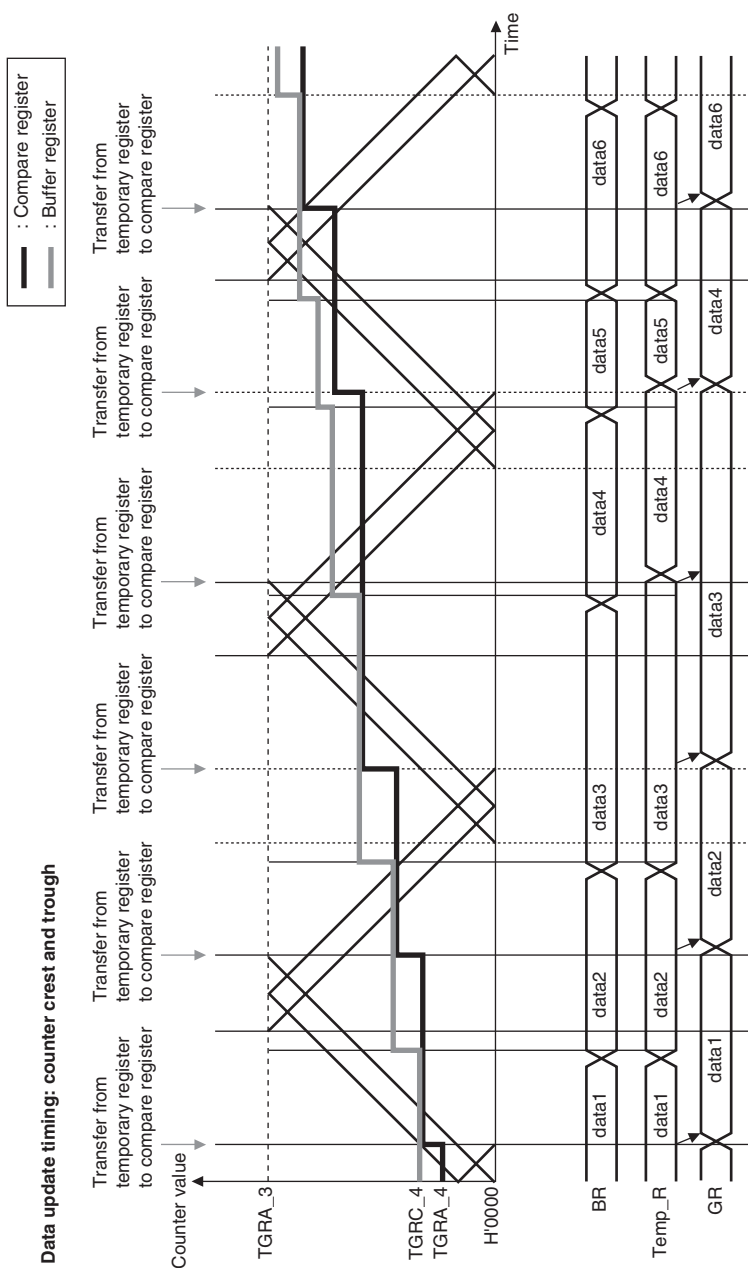 Data update timing: counter crest and trough
: Compare register
: Buffer register
Transfer from
temporary register
to compare register
Transfer from
temporary register
to compare register
Transfer from
temporary register
to compare register
Transfer from
temporary register
to compare register
Transfer from
temporary register
to compare register
Transfer from
temporary register
to compare register
Counter value
TGRA_3
TGRC_4
TGRA_4
H'0000
Time
BR data1 data2 data3 data4 data5 data6
Temp_R data1 data2 data3 data4 data5 data6
GR data1 data2 data3 data4 data6